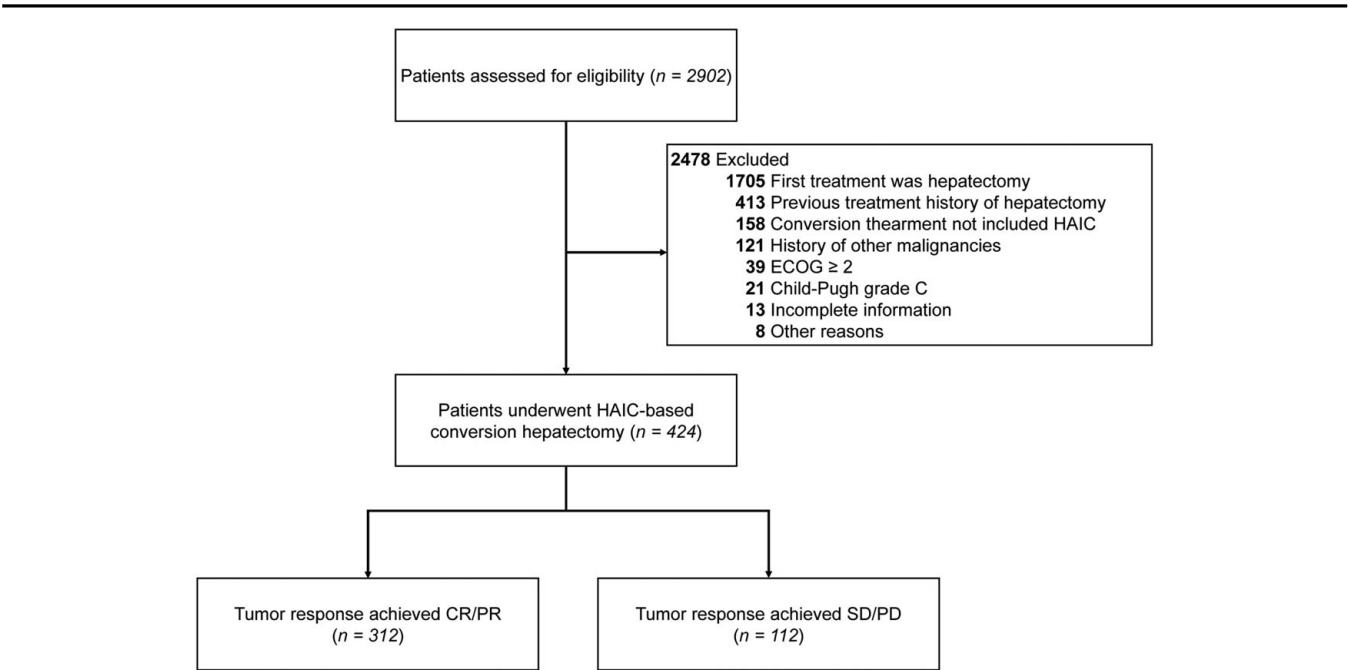 Patients assessed for eligibility (n = 2902)
2478 Excluded
1705 First treatment was hepatectomy
413 Previous treatment history of hepatectomy
158 Conversion thearment not included HAIC
121 History of other malignancies
39 ECOG ≥ 2
21 Child-Pugh grade C
13 Incomplete information
8 Other reasons
Patients underwent HAIC-based
conversion hepatectomy (n = 424)
Tumor response achieved CR/PR
(n = 312)
Tumor response achieved SD/PD
(n = 112)